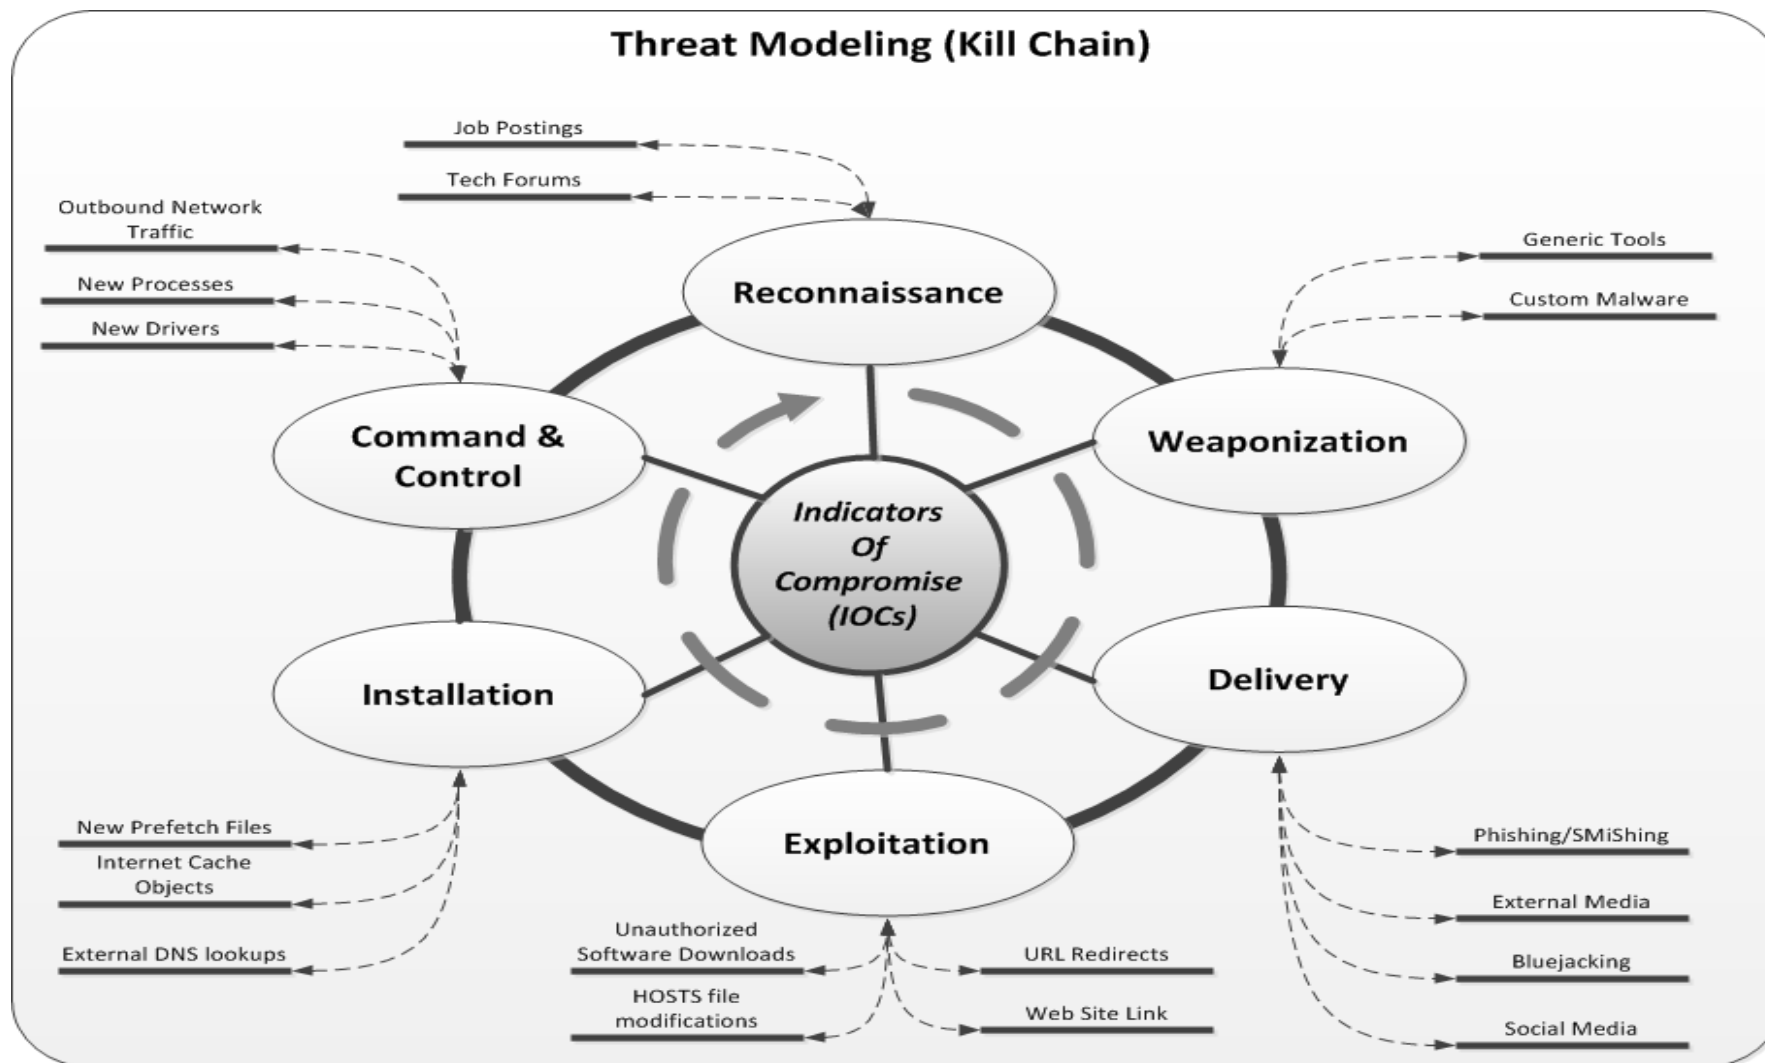 Threat Modeling (Kill Chain)
Job Postings
Tech Forums
Outbound Network
Traffic
New Processes
New Drivers
Generic Tools
Custom Malware
Reconnaissance
Command &
Control
Weaponization
Indicators
Of
Compromise
(IOCs)
Installation
Delivery
Exploitation
New Prefetch Files
Internet Cache
Objects
External DNS lookups
Unauthorized
Software Downloads
HOSTS file
modifications
URL Redirects
Web Site Link
Phishing/SMiShing
External Media
Bluejacking
Social Media